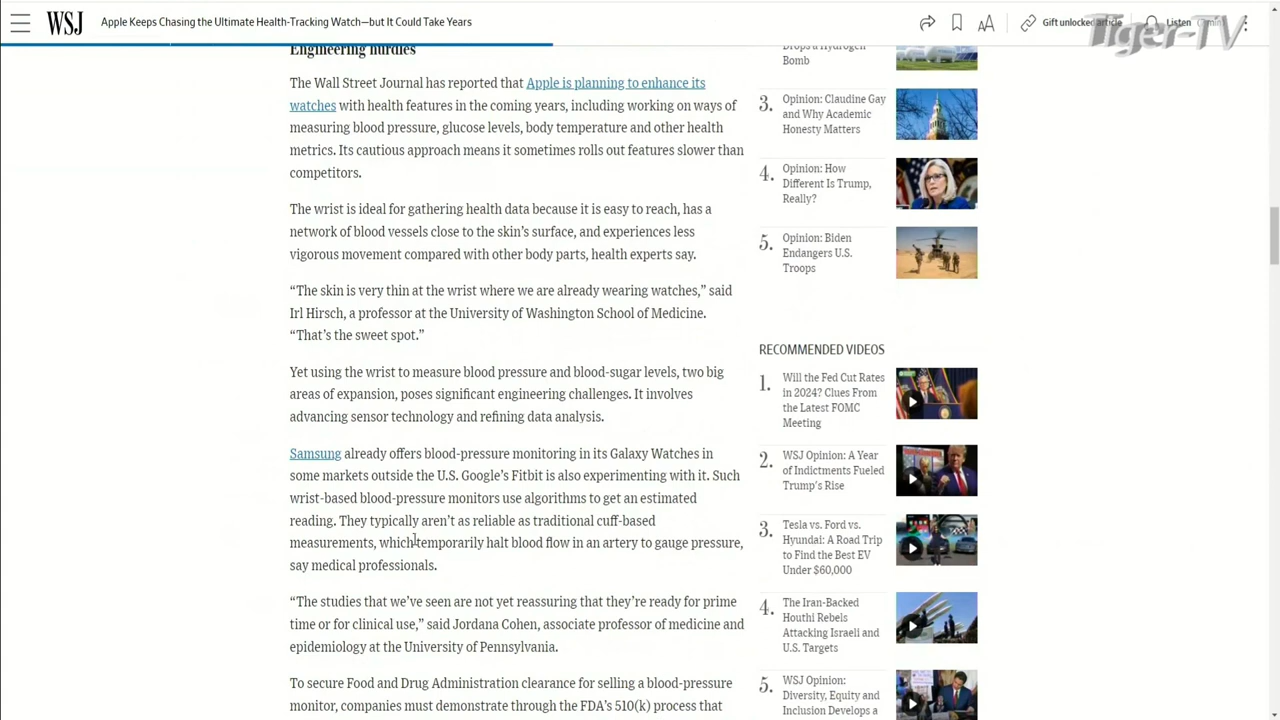 WSJ
Apple Keeps Chasing the Ultimate Health-Tracking Watch—but It Could Take Years
Gift unlocked article
Listen
Tiger-TV
Engineering hurdles
The Wall Street Journal has reported that Apple is planning to enhance its
watches with health features in the coming years, including working on ways of
measuring blood pressure, glucose levels, body temperature and other health
metrics. Its cautious approach means it sometimes rolls out features slower than
competitors.
The wrist is ideal for gathering health data because it is easy to reach, has a
network of blood vessels close to the skin’s surface, and experiences less
vigorous movement compared with other body parts, health experts say.
“The skin is very thin at the wrist where we are already wearing watches,” said
Irl Hirsch, a professor at the University of Washington School of Medicine.
“That’s the sweet spot.”
Yet using the wrist to measure blood pressure and blood-sugar levels, two big
areas of expansion, poses significant engineering challenges. It involves
advancing sensor technology and refining data analysis.
Samsung already offers blood-pressure monitoring in its Galaxy Watches in
some markets outside the U.S. Google’s Fitbit is also experimenting with it. Such
wrist-based blood-pressure monitors use algorithms to get an estimated
reading. They typically aren’t as reliable as traditional cuff-based
measurements, which temporarily halt blood flow in an artery to gauge pressure,
say medical professionals.
“The studies that we’ve seen are not yet reassuring that they’re ready for prime
time or for clinical use,” said Jordana Cohen, associate professor of medicine and
epidemiology at the University of Pennsylvania.
To secure Food and Drug Administration clearance for selling a blood-pressure
monitor, companies must demonstrate through the FDA’s 510(k) process that
Drops a Hydrogen
Bomb
3.
Opinion: Claudine Gay
and Why Academic
Honesty Matters
4.
Opinion: How
Different Is Trump,
Really?
5.
Opinion: Biden
Endangers U.S.
Troops
RECOMMENDED VIDEOS
1.
Will the Fed Cut Rates
in 2024? Clues From
the Latest FOMC
Meeting
2.
WSJ Opinion: A Year
of Indictments Fueled
Trump’s Rise
3.
Tesla vs. Ford vs.
Hyundai: A Road Trip
to Find the Best EV
Under $60,000
4.
The Iran-Backed
Houthi Rebels
Attacking Israeli and
U.S. Targets
5.
WSJ Opinion:
Diversity, Equity and
Inclusion Develops a